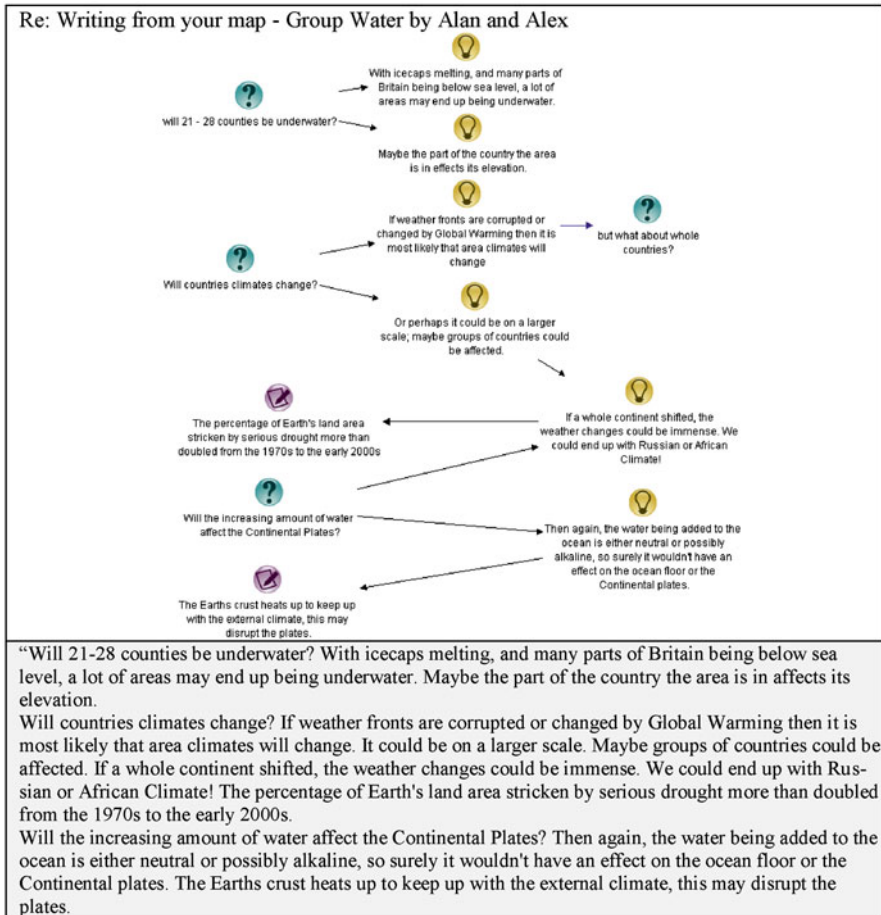 Re: Writing from your map - Group Water by Alan and Alex
With icecaps melting, and many parts of
Britain being below sea level, a lot of
areas may end up being underwater.
will 21 - 28 counties be underwater?
Maybe the part of the country the area
is in effects its elevation.
If weather fronts are corrupted or
changed by Global Warming then it is
most likely that area climates will
change
but what about whole
countries?
Will countries climates change?
Or perhaps it could be on a larger
scale; maybe groups of countries could
be affected.
The percentage of Earth's land area
stricken by serious drought more than
doubled from the 1970s to the early 2000s
If a whole continent shifted, the
weather changes could be immense. We
could end up with Russian or African
Climate!
Will the increasing amount of water
affect the Continental Plates?
Then again, the water being added to the
ocean is either neutral or possibly
alkaline, so surely it wouldn't have an
effect on the ocean floor or the
Continental plates.
The Earths crust heats up to keep up
with the external climate, this may
disrupt the plates.
“Will 21-28 counties be underwater? With icecaps melting, and many parts of Britain being below sea
level, a lot of areas may end up being underwater. Maybe the part of the country the area is in affects its
elevation.
Will countries climates change? If weather fronts are corrupted or changed by Global Warming then it is
most likely that area climates will change. It could be on a larger scale. Maybe groups of countries could be
affected. If a whole continent shifted, the weather changes could be immense. We could end up with Rus-
sian or African Climate! The percentage of Earth's land area stricken by serious drought more than doubled
from the 1970s to the early 2000s.
Will the increasing amount of water affect the Continental Plates? Then again, the water being added to the
ocean is either neutral or possibly alkaline, so surely it wouldn't have an effect on the ocean floor or the
Continental plates. The Earths crust heats up to keep up with the external climate, this may disrupt the
plates.